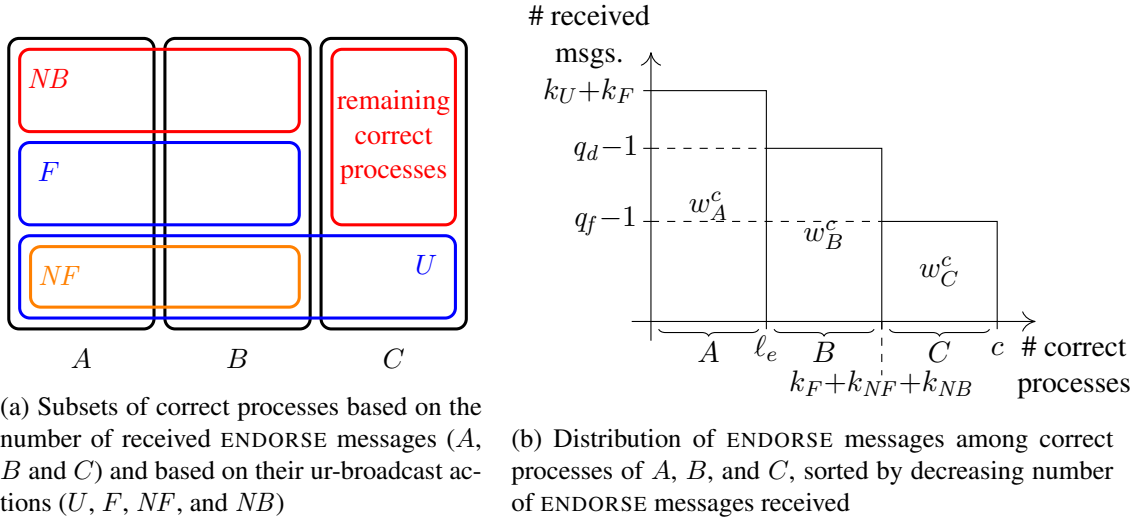 NB
F
NF
U
remaining
correct
processes
A B C
(a) Subsets of correct processes based on the
number of received ENDORSE messages (A,
B and C) and based on their ur-broadcast ac-
tions (U, F, NF, and NB)
# received
msgs.
k_U+k_F
q_d−1
q_f−1
w_A^c
w_B^c
w_C^c
A ℓ_e B C c # correct
processes
k_F+k_NF+k_NB
(b) Distribution of ENDORSE messages among correct
processes of A, B, and C, sorted by decreasing number
of ENDORSE messages received